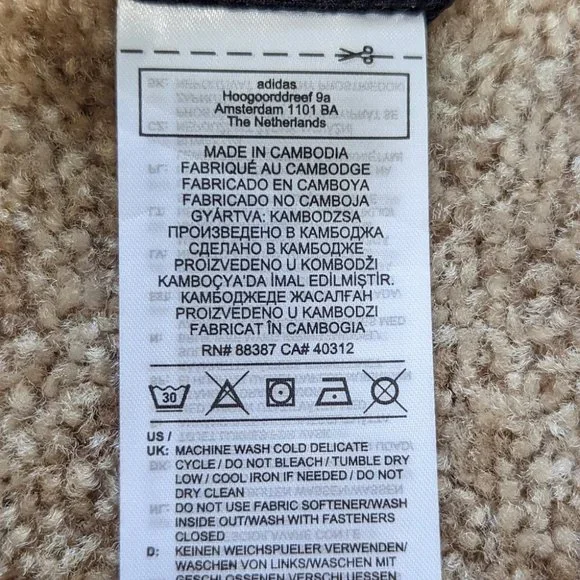 adidas
Hoogoorddreef 9a
Amsterdam 1101 BA
The Netherlands
MADE IN CAMBODIA
FABRIQUÉ AU CAMBODGE
FABRICADO EN CAMBOYA
FABRICADO NO CAMBOJA
GYÁRTVA: KAMBODZSA
ПРОИЗВЕДЕНО В КАМБОДЖА
СДЕЛАНО В КАМБОДЖЕ
PROIZVEDENO U KOMBODŽI
KAMBOÇYA'DA İMAL EDİLMİŞTİR.
КАМБОДЖЕДЕ ЖАСАЛҒАН
PROIZVEDENO U KAMBODŽI
FABRICAT ÎN CAMBOGIA
RN# 88387 CA# 40312
30
US /
UK: MACHINE WASH COLD DELICATE
CYCLE / DO NOT BLEACH / TUMBLE DRY
LOW / COOL IRON IF NEEDED / DO NOT
DRY CLEAN
DO NOT USE FABRIC SOFTENER/WASH
INSIDE OUT/WASH WITH FASTENERS
CLOSED
D: KEINEN WEICHSPUELER VERWENDEN/
WASCHEN VON LINKS/WASCHEN MIT
GESCHLOSSENEN VERSCHLUESSEN